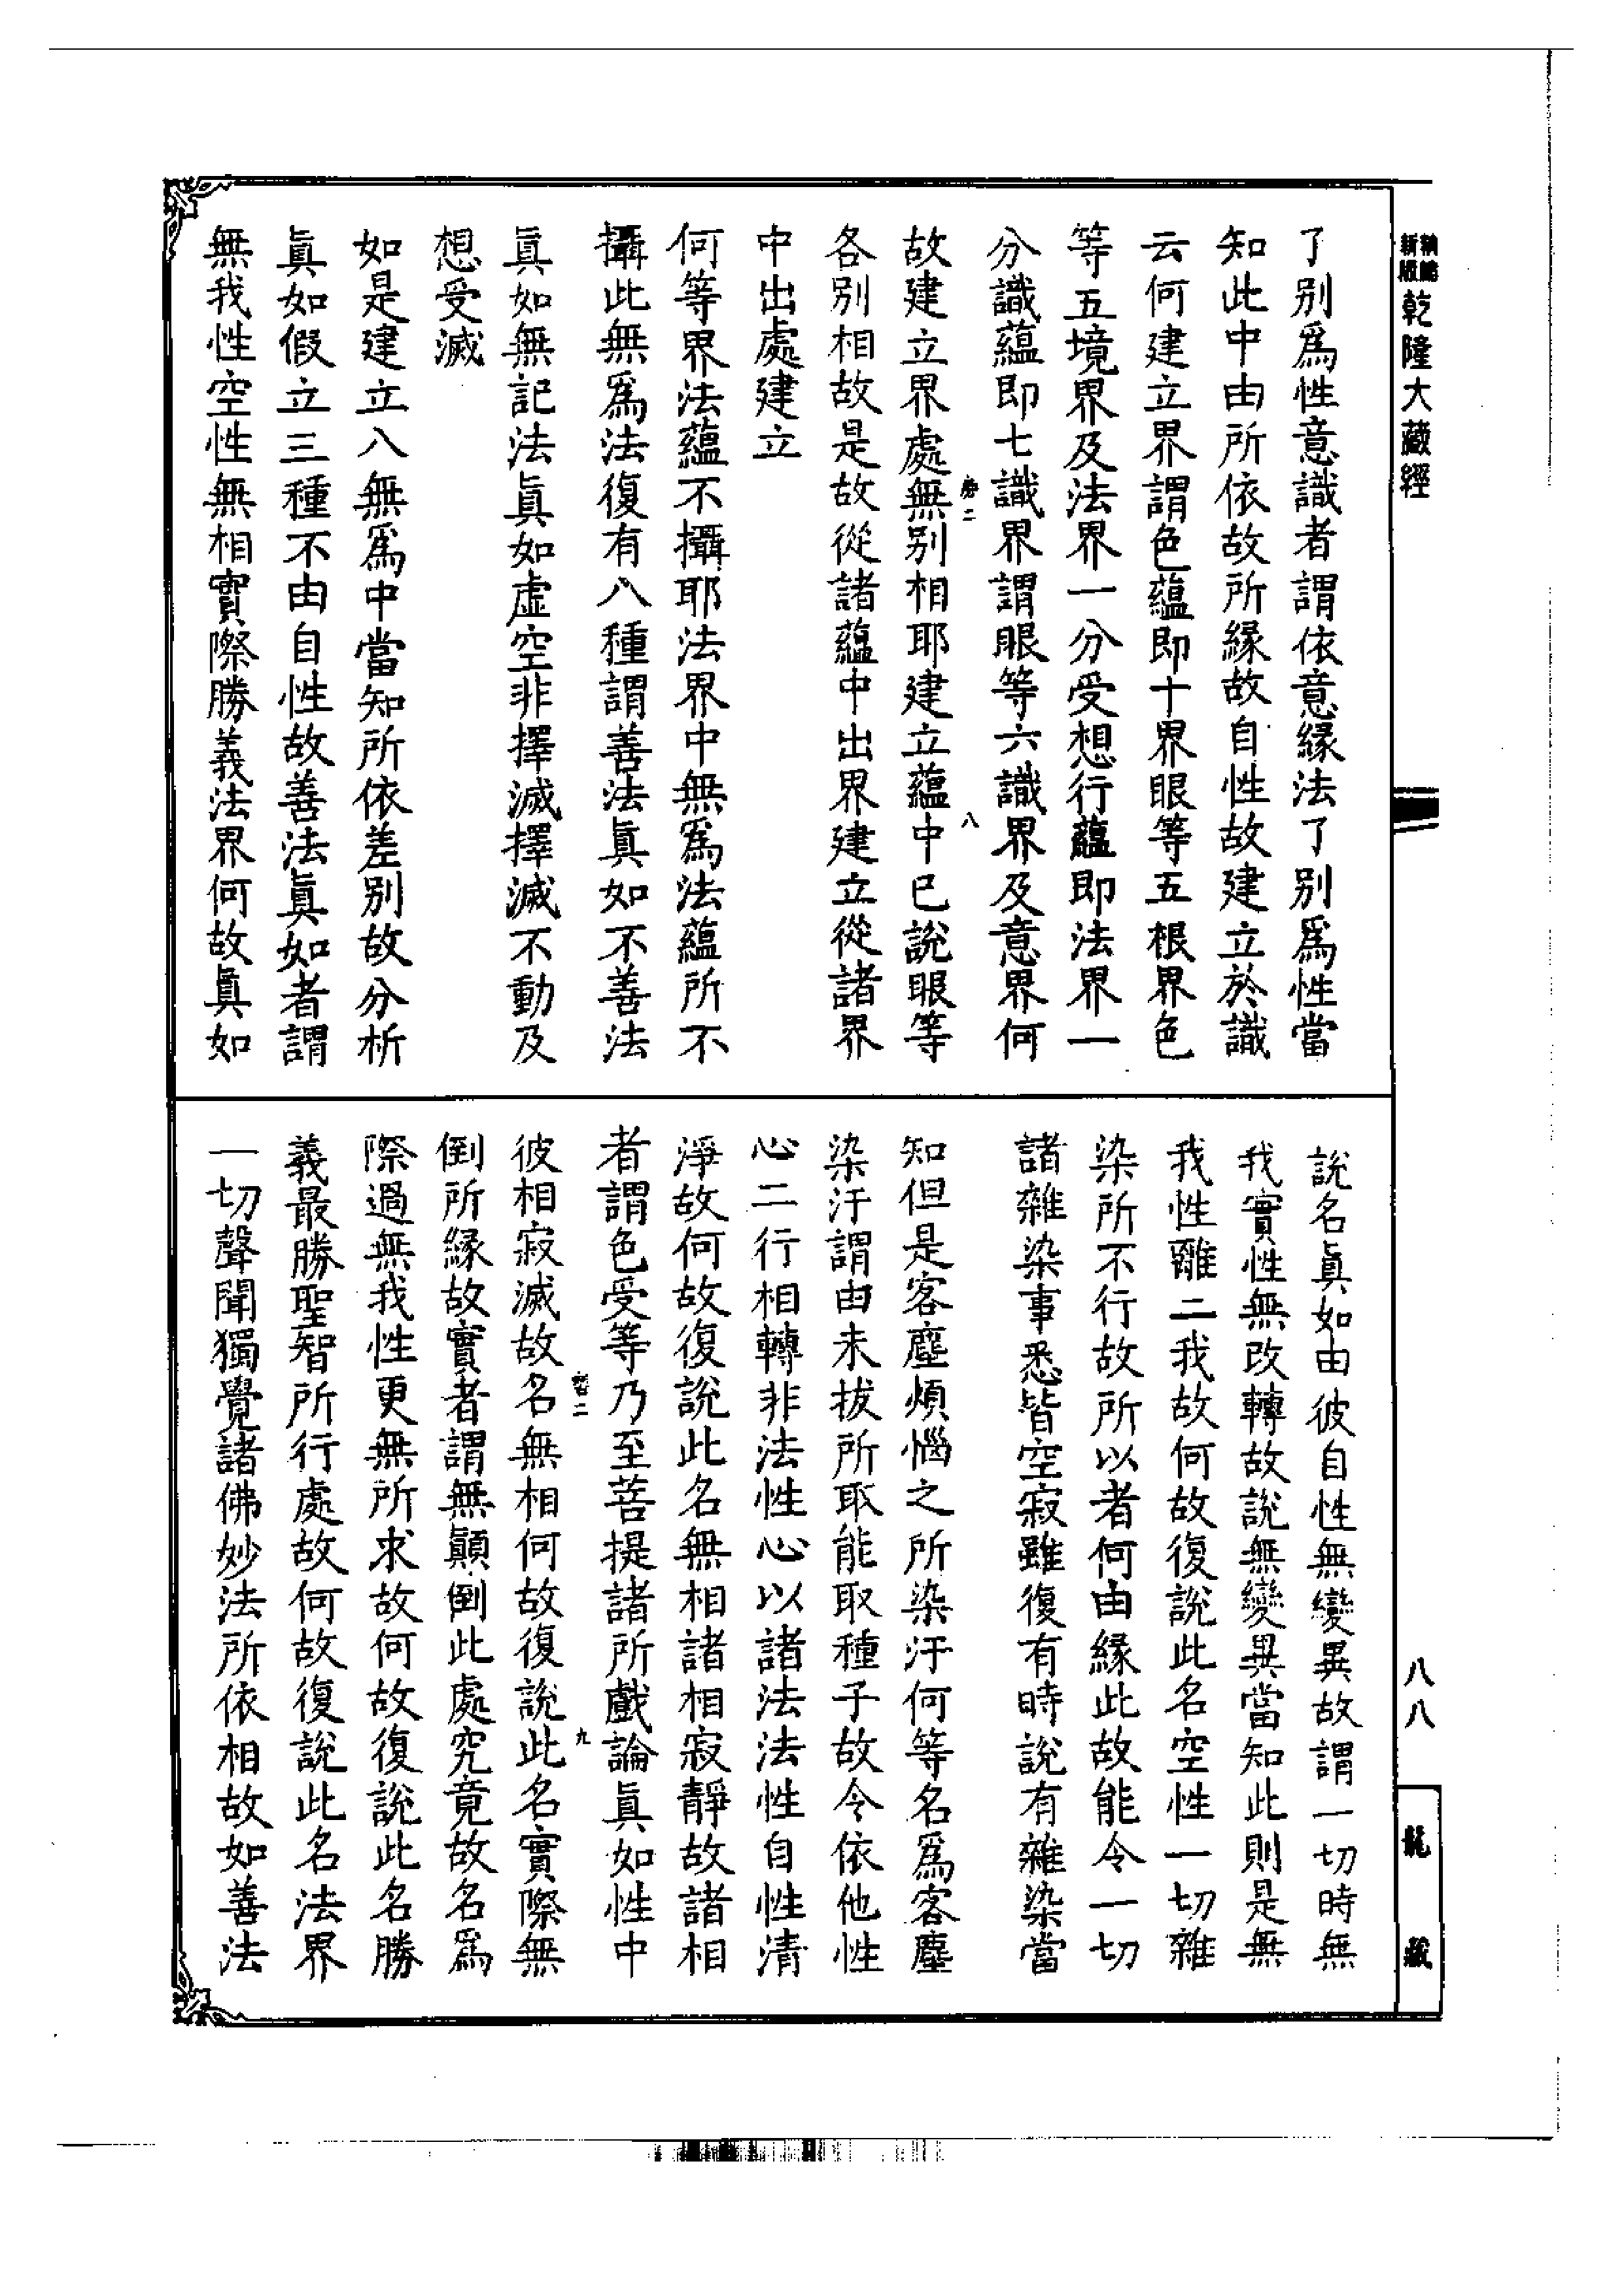 乾隆大藏經
了別爲性意識者謂依意緣法了別爲性當
知此中由所依故所緣故自性故建立於識
云何建立界謂色蘊即十界眼等五根界色
等五境界及法界一分受想行蘊即法界一
分識蘊即七識界謂眼等六識界及意界何
故建立界處無別相耶建立蘊中已說眼等
各別相故是故從諸蘊中出界建立從諸界
中出處建立
何等界法蘊不攝耶法界中無爲法蘊所不
攝此無爲法復有八種謂善法眞如不善法
眞如無記法眞如虛空非擇滅擇滅不動及
想受滅
如是建立八無爲中當知所依差別故分析
眞如假立三種不由自性故善法眞如者謂
無我性空性無相實際勝義法界何故眞如
說名眞如由彼自性無變異故謂一切時無
我實性無改轉故說無變異當知此則是無
我性離二我故何故復說此名空性一切雜
染所不行故所以者何由緣此故能令一切
諸雜染事悉皆空寂雖復有時說有雜染當
知但是客塵煩惱之所染汙何等名爲客塵
染汙謂由未拔所取能取種子故令依他性
心二行相轉非法性心以諸法法性自性清
淨故何故復說此名無相諸相寂靜故諸相
者謂色受等乃至菩提諸所戲論眞如性中
彼相寂滅故名無相何故復說此名實際無
倒所緣故實者謂無顚倒此處究竟故名爲
際過無我性更無所求故何故復說此名勝
義最勝聖智所行處故何故復說此名法界
一切聲聞獨覺諸佛妙法所依相故如善法
八
九
八八
龍藏